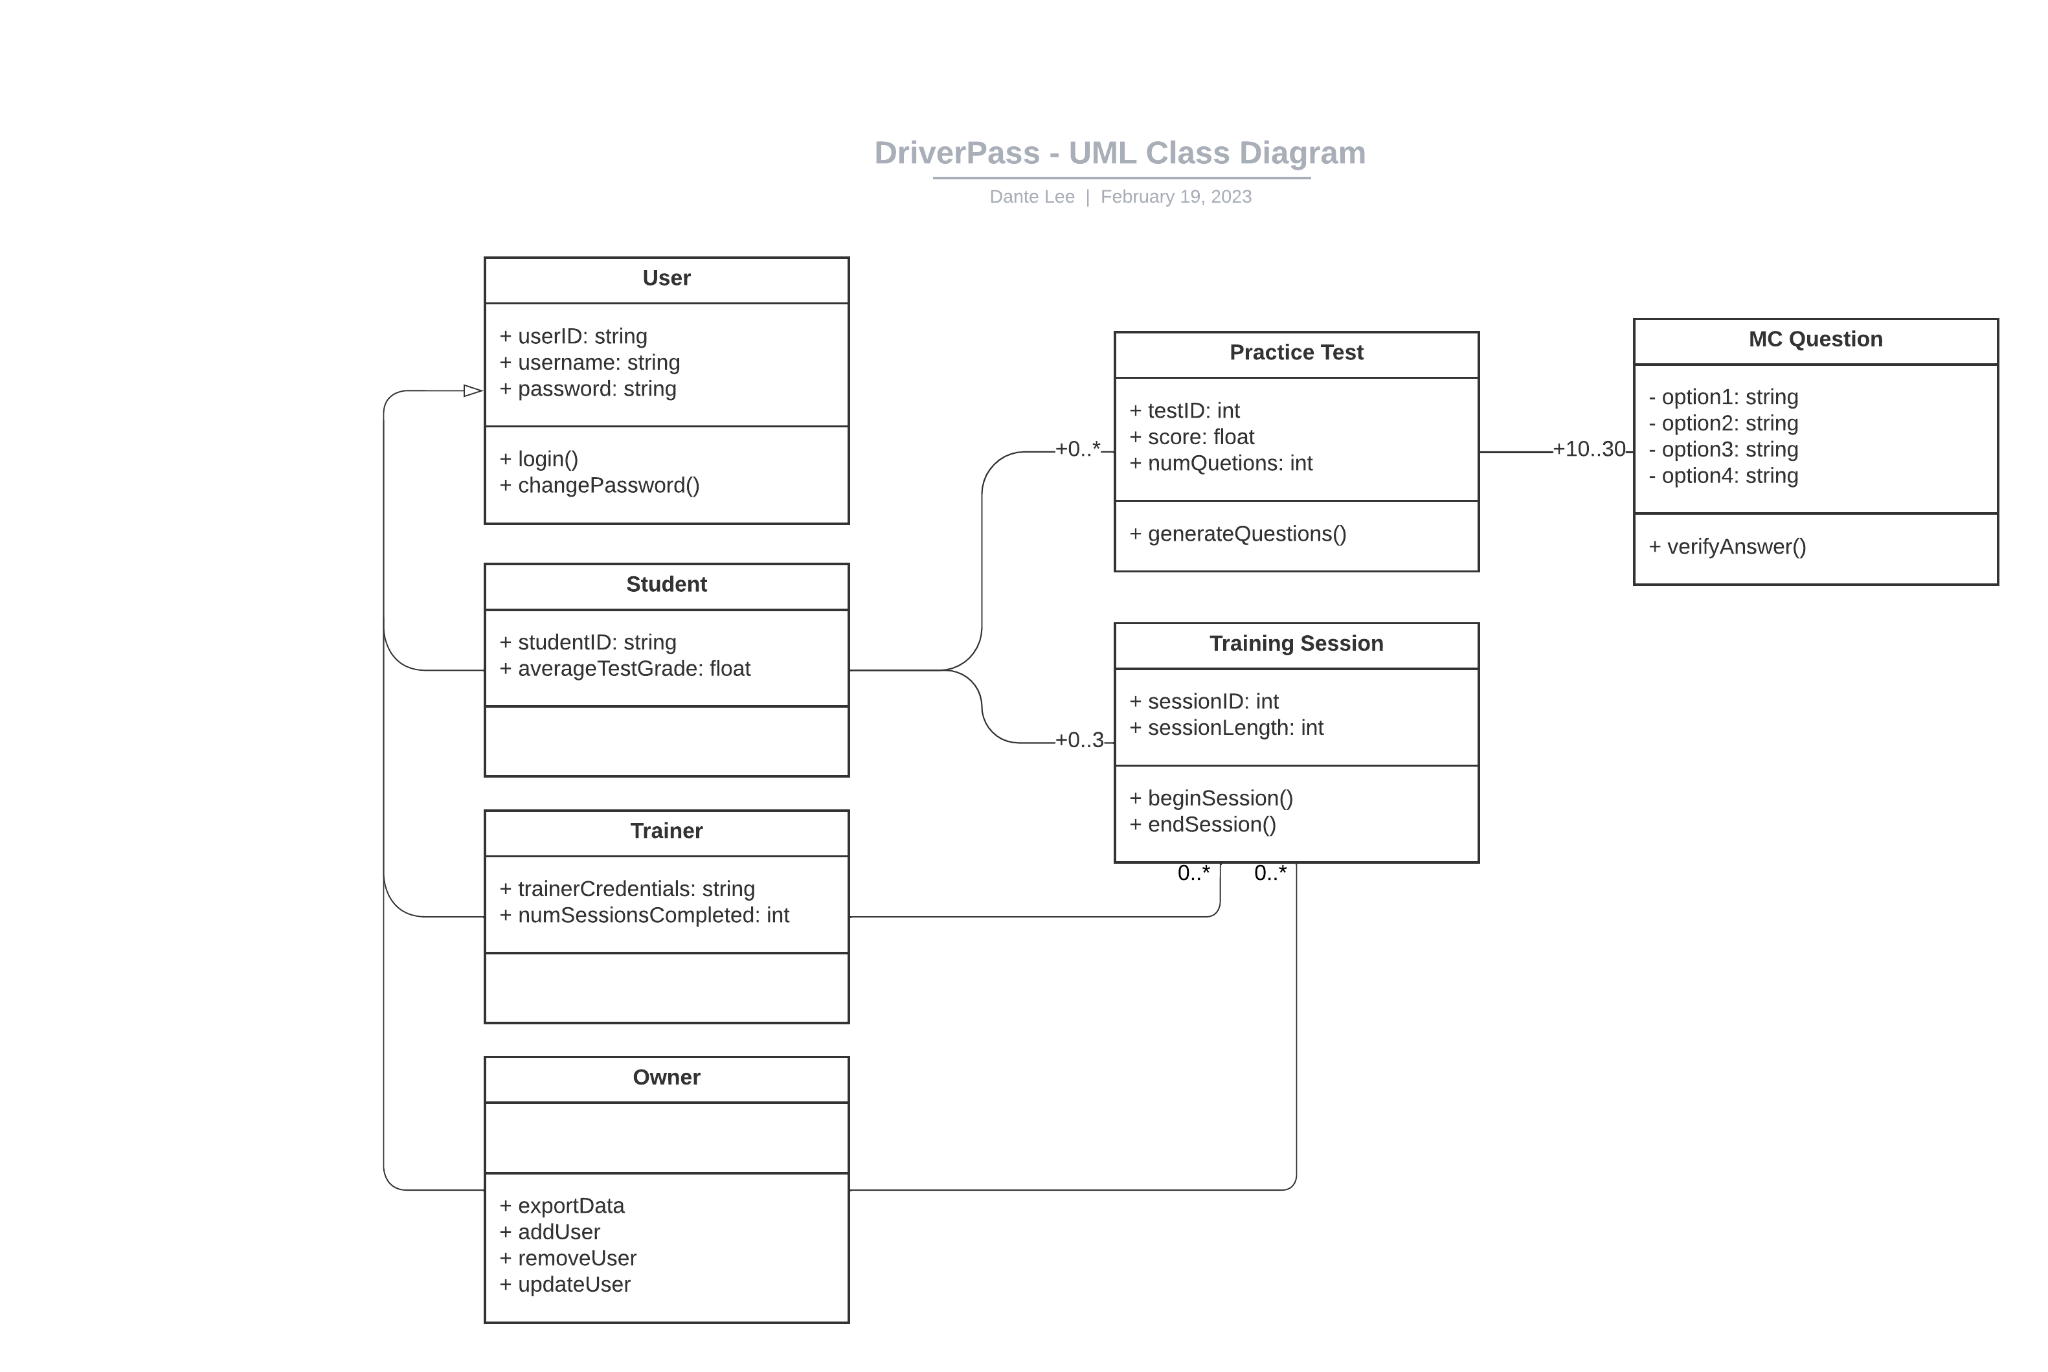 DriverPass - UML Class Diagram
Dante Lee | February 19, 2023
User
+ userID: string
+ username: string
+ password: string
+ login()
+ changePassword()
Student
+ studentID: string
+ averageTestGrade: float
Trainer
+ trainerCredentials: string
+ numSessionsCompleted: int
Owner
+ exportData
+ addUser
+ removeUser
+ updateUser
+0..*
+0..3
Practice Test
+ testID: int
+ score: float
+ numQuetions: int
+ generateQuestions()
Training Session
+ sessionID: int
+ sessionLength: int
+ beginSession()
+ endSession()
0..*
0..*
+10..30
MC Question
- option1: string
- option2: string
- option3: string
- option4: string
+ verifyAnswer()